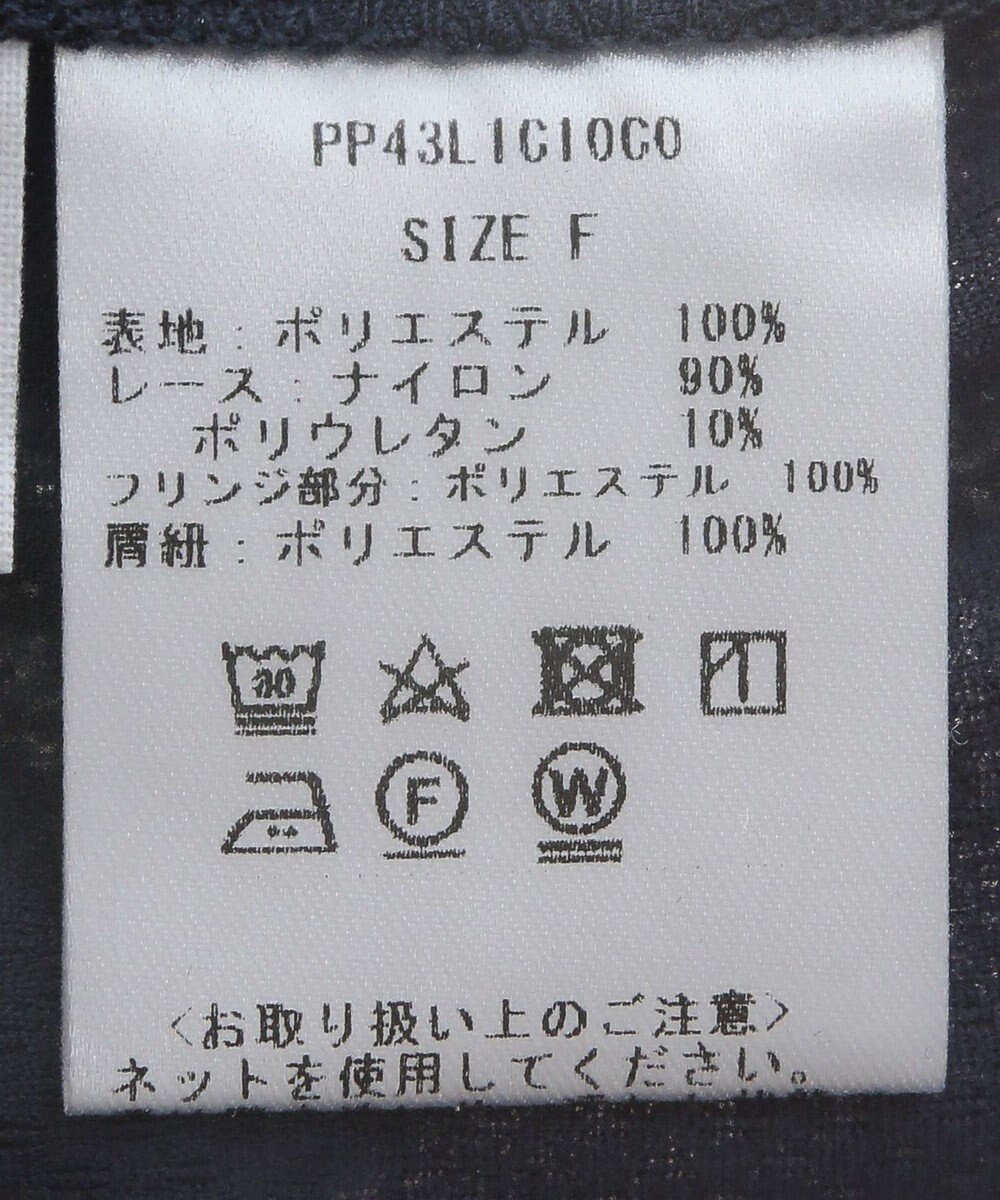 PP43L1C10C0
SIZE F
表地:ポリエステル 100%
レース:ナイロン 90%
ポリウレタン 10%
フリンジ部分:ポリエステル 100%
肩紐:ポリエステル 100%
30
F
W
〈お取り扱い上のご注意〉
ネットを使用してください。